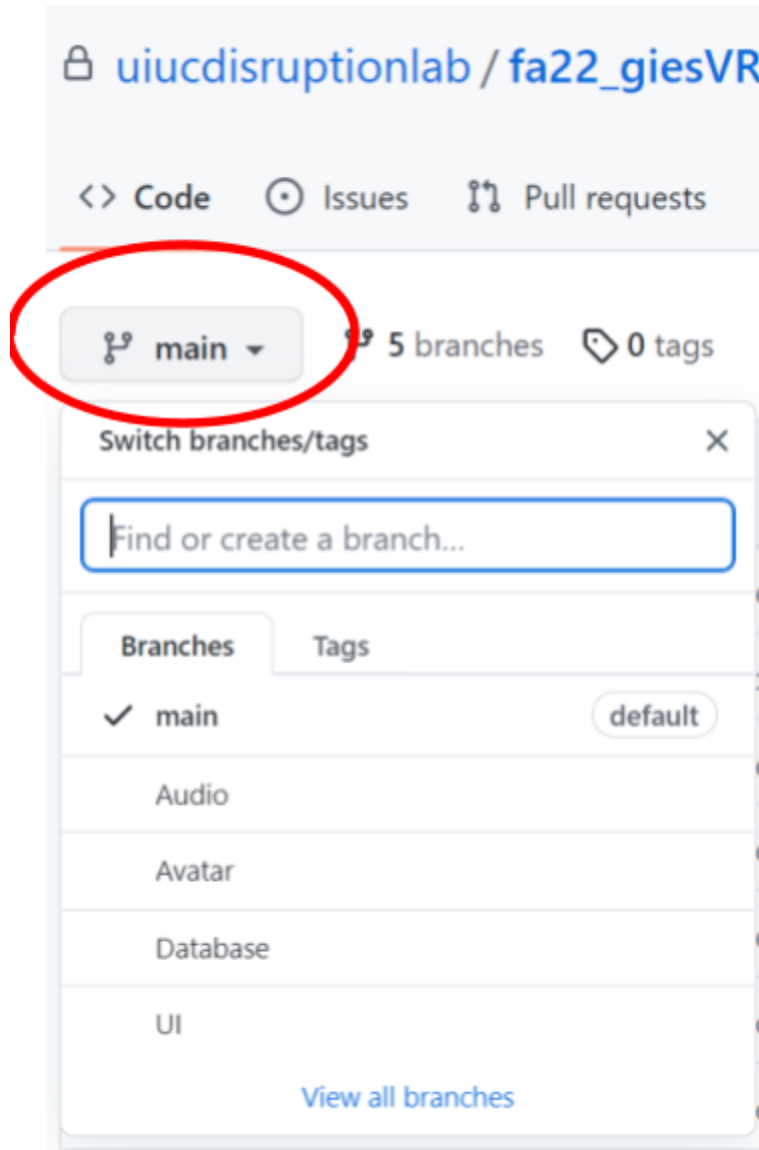 uiucdisruptionlab / fa22_giesVR
<> Code Issues Pull requests
main 5 branches 0 tags
Switch branches/tags
Find or create a branch...
Branches Tags
main default
Audio
Avatar
Database
UI
View all branches